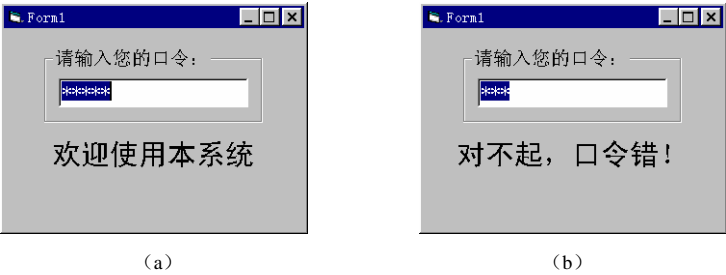 Form1
请输入您的口令：
*****
欢迎使用本系统
（a）
Form1
请输入您的口令：
***
对不起，口令错！
（b）